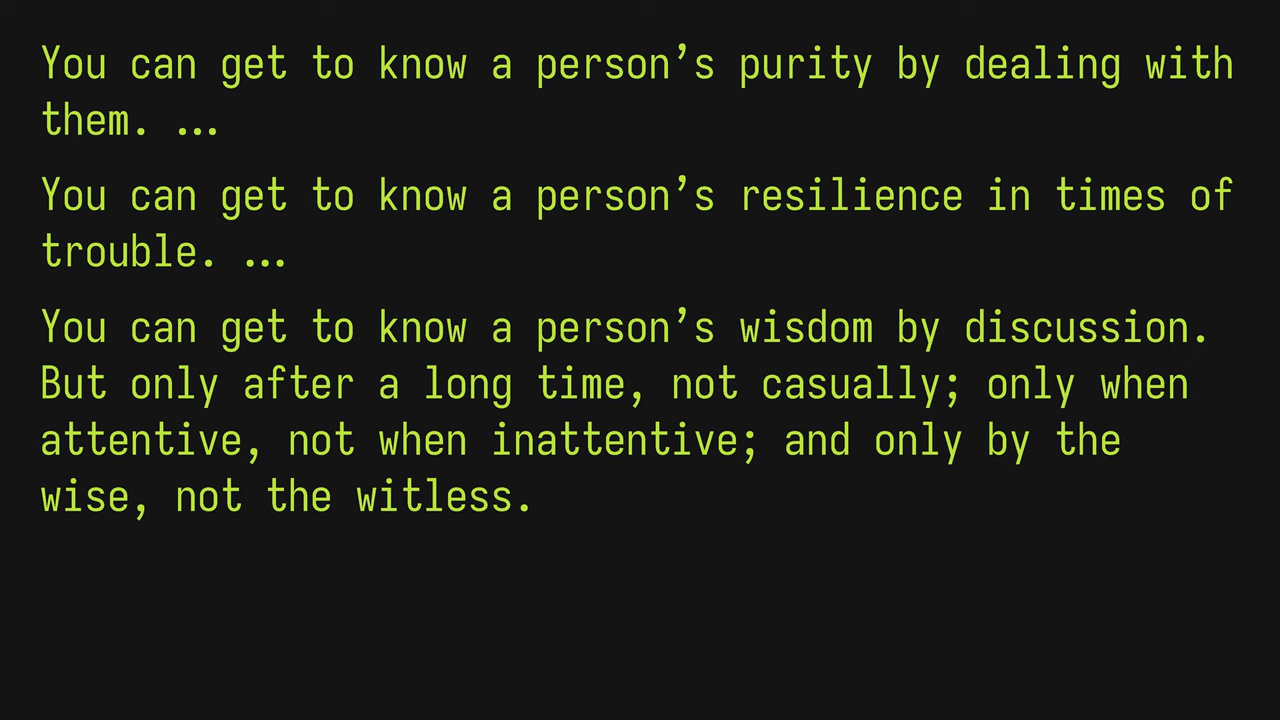 You can get to know a person’s purity by dealing with
them. …
You can get to know a person’s resilience in times of
trouble. …
You can get to know a person’s wisdom by discussion.
But only after a long time, not casually; only when
attentive, not when inattentive; and only by the
wise, not the witless.